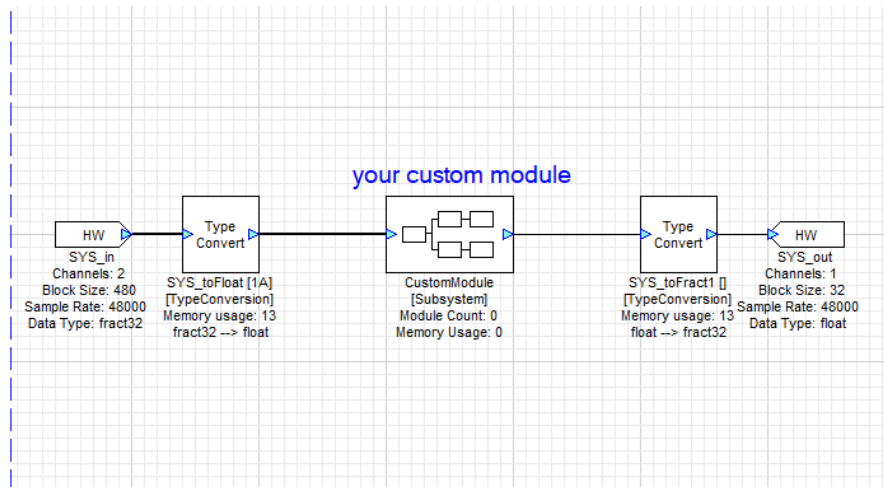 your custom module
HW
SYS_in
Channels: 2
Block Size: 480
Sample Rate: 48000
Data Type: fract32
Type
Convert
SYS_toFloat [1A]
[TypeConversion]
Memory usage: 13
fract32 --> float
CustomModule
[Subsystem]
Module Count: 0
Memory Usage: 0
Type
Convert
SYS_toFract1 []
[TypeConversion]
Memory usage: 13
float --> fract32
HW
SYS_out
Channels: 1
Block Size: 32
Sample Rate: 48000
Data Type: float